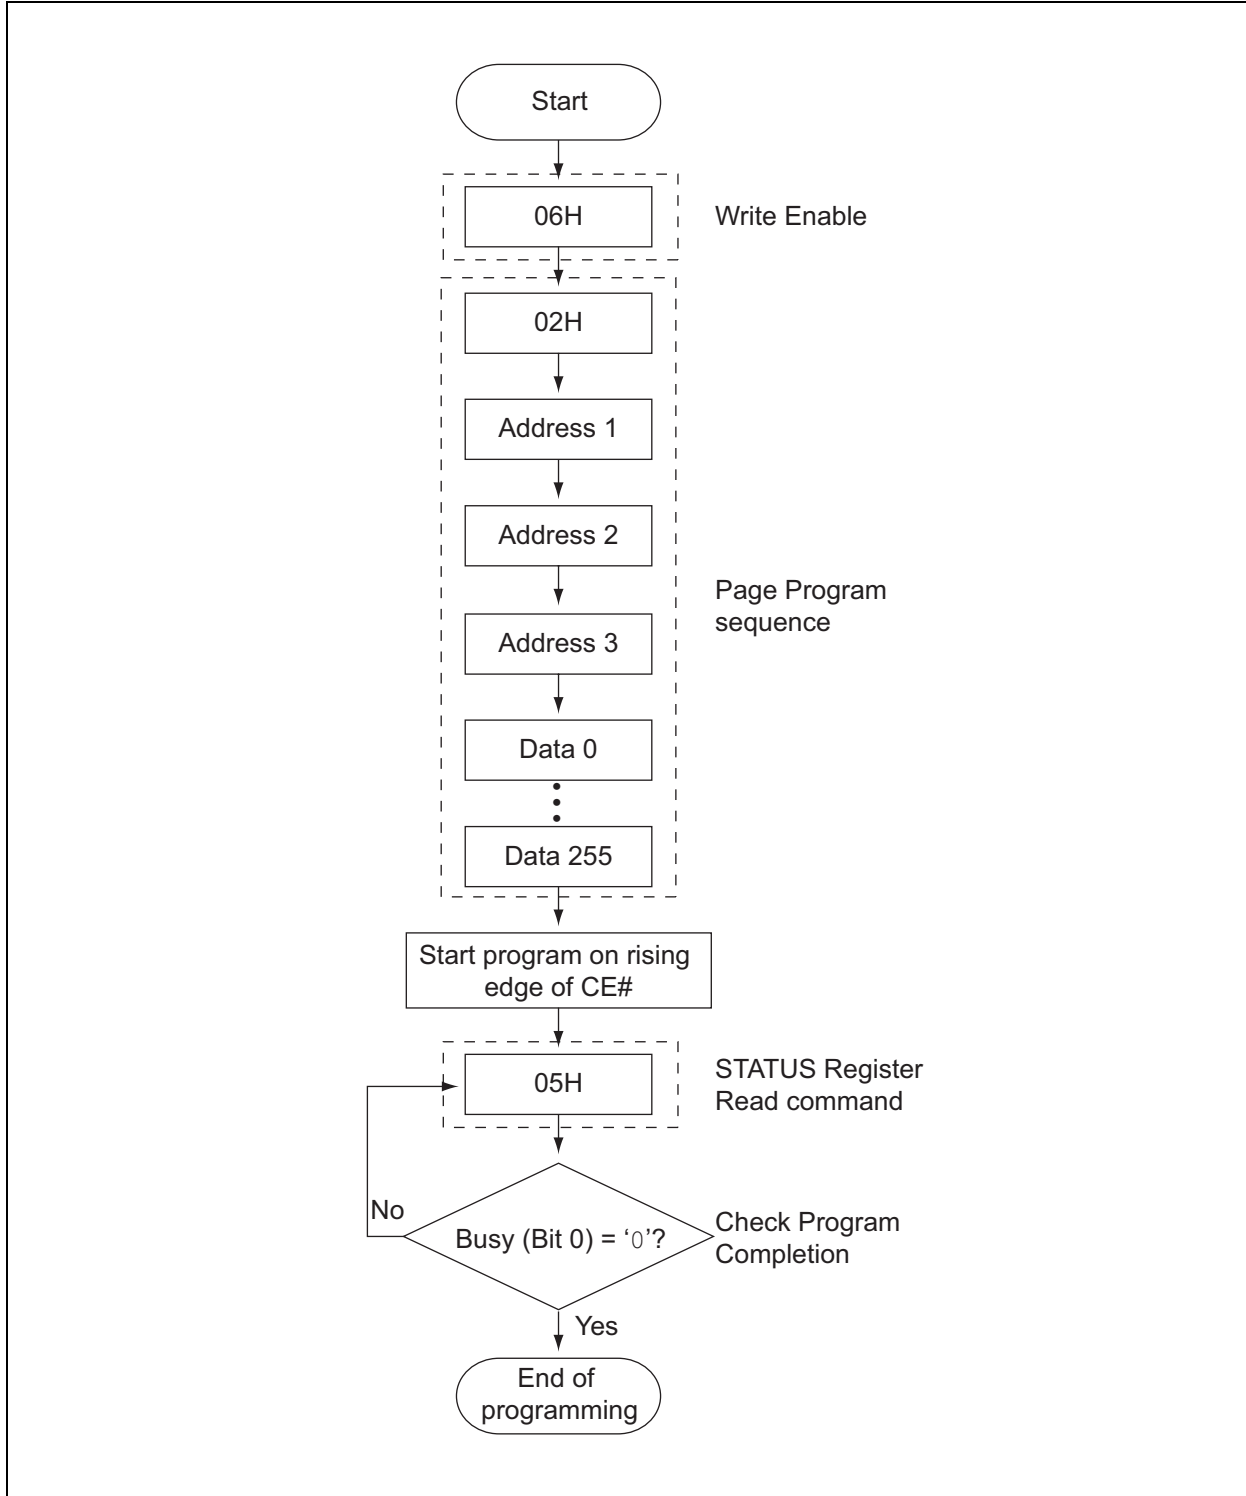 Start
06H
Write Enable
02H
Address 1
Address 2
Address 3
Page Program
sequence
Data 0
Data 255
Start program on rising
edge of CE#
05H
STATUS Register
Read command
No
Busy (Bit 0) = ‘0’?
Check Program
Completion
Yes
End of
programming